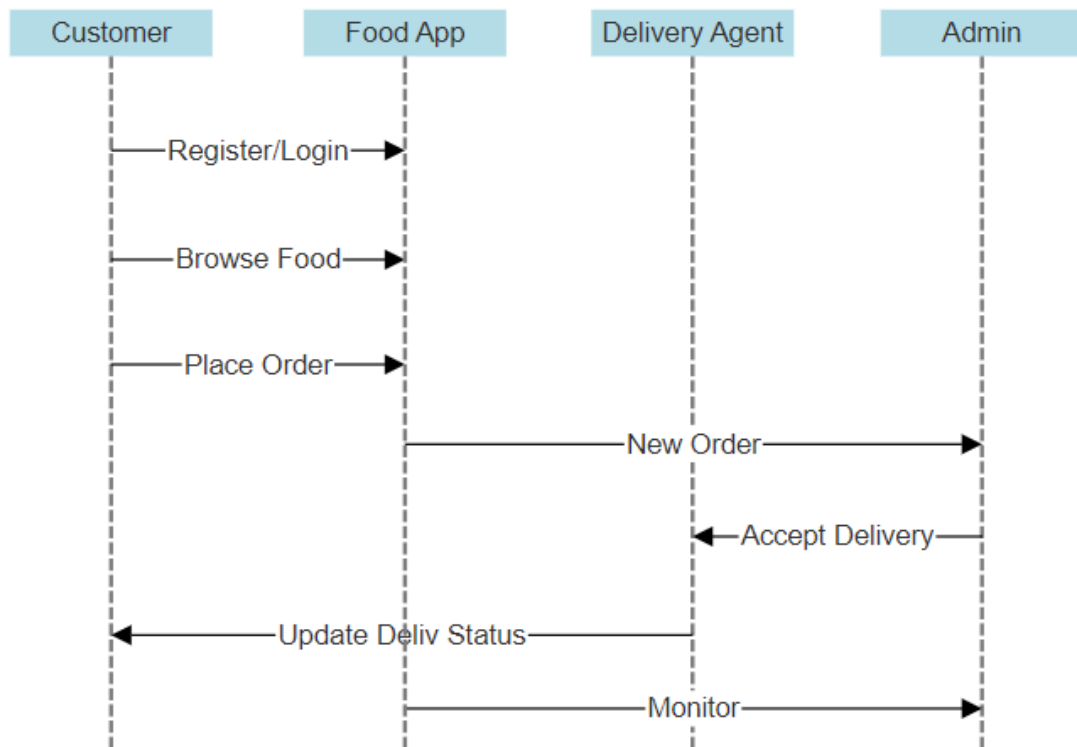 Customer
Food App
Delivery Agent
Admin
Register/Login
Browse Food
Place Order
New Order
Accept Delivery
Update Deliv Status
Monitor